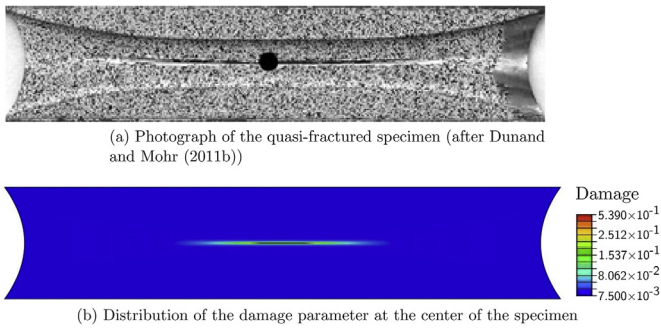 (a) Photograph of the quasi-fractured specimen (after Dunand
and Mohr (2011b))
Damage
5.390×10⁻¹
2.512×10⁻¹
1.537×10⁻¹
8.062×10⁻²
7.500×10⁻³
(b) Distribution of the damage parameter at the center of the specimen